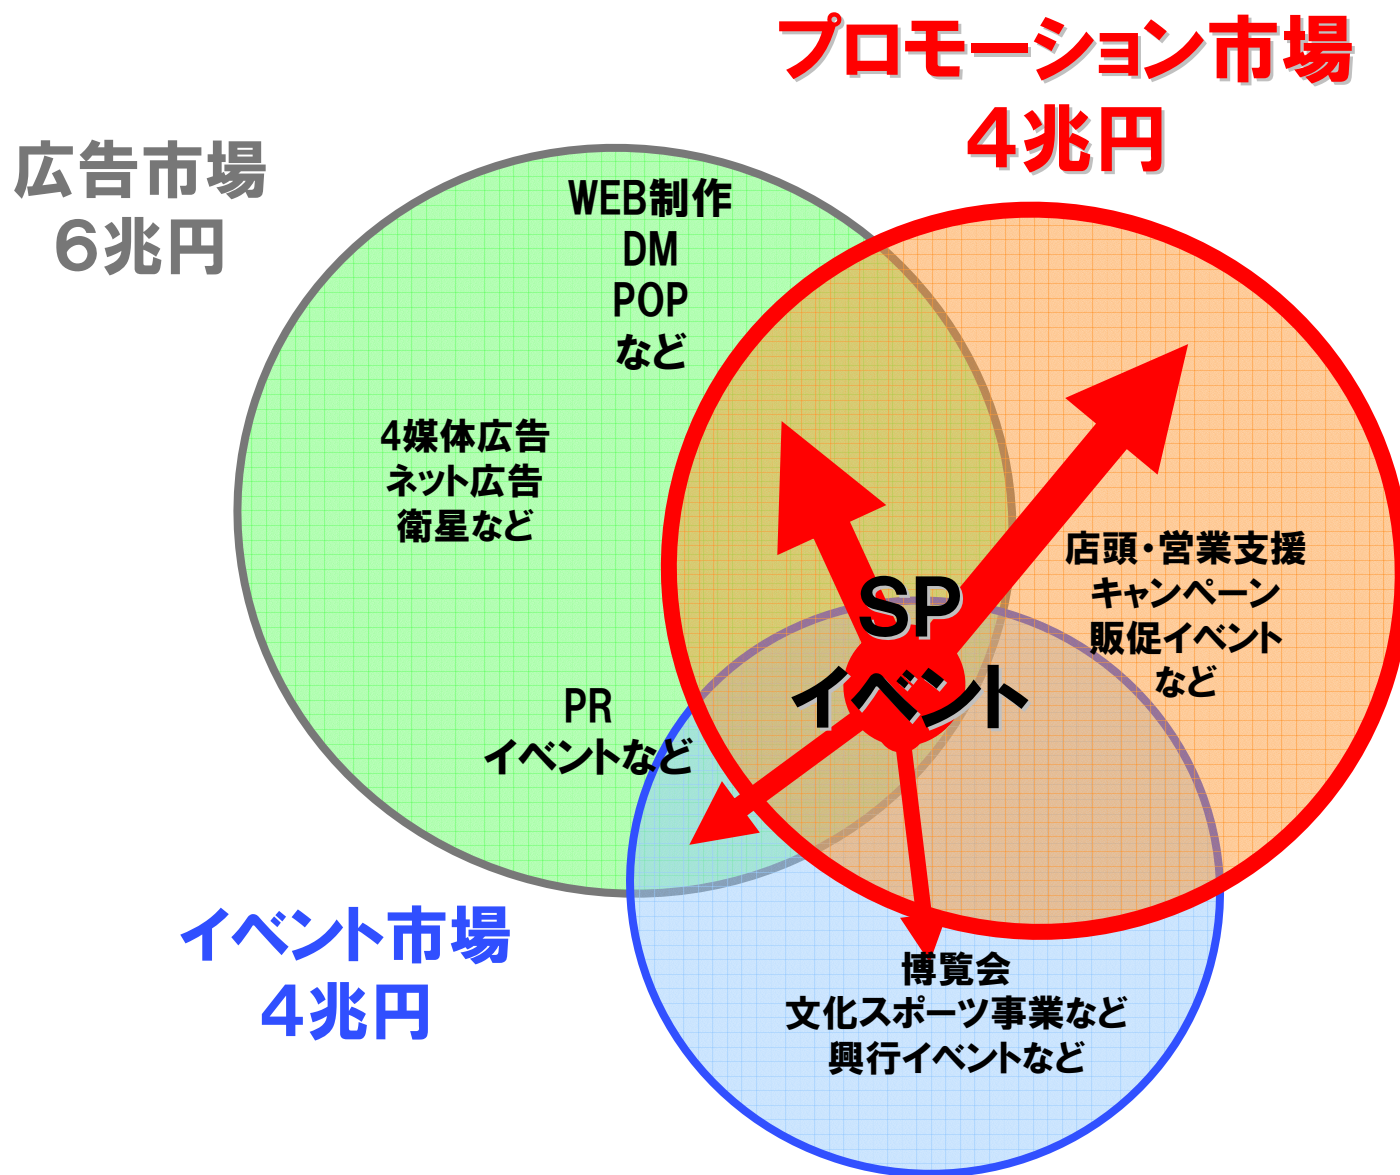 プロモーション市場
4兆円
広告市場
6兆円
WEB制作
DM
POP
など
4媒体広告
ネット広告
衛星など
店頭・営業支援
キャンペーン
販促イベント
など
SP
イベント
PR
イベントなど
イベント市場
4兆円
博覧会
文化スポーツ事業など
興行イベントなど